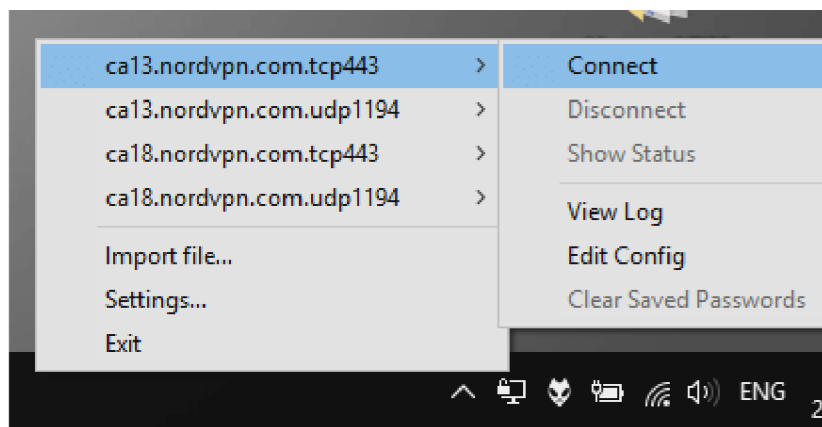 ca13.nordvpn.com.tcp443
ca13.nordvpn.com.udp1194
ca18.nordvpn.com.tcp443
ca18.nordvpn.com.udp1194
Import file...
Settings...
Exit
Connect
Disconnect
Show Status
View Log
Edit Config
Clear Saved Passwords
ENG
2